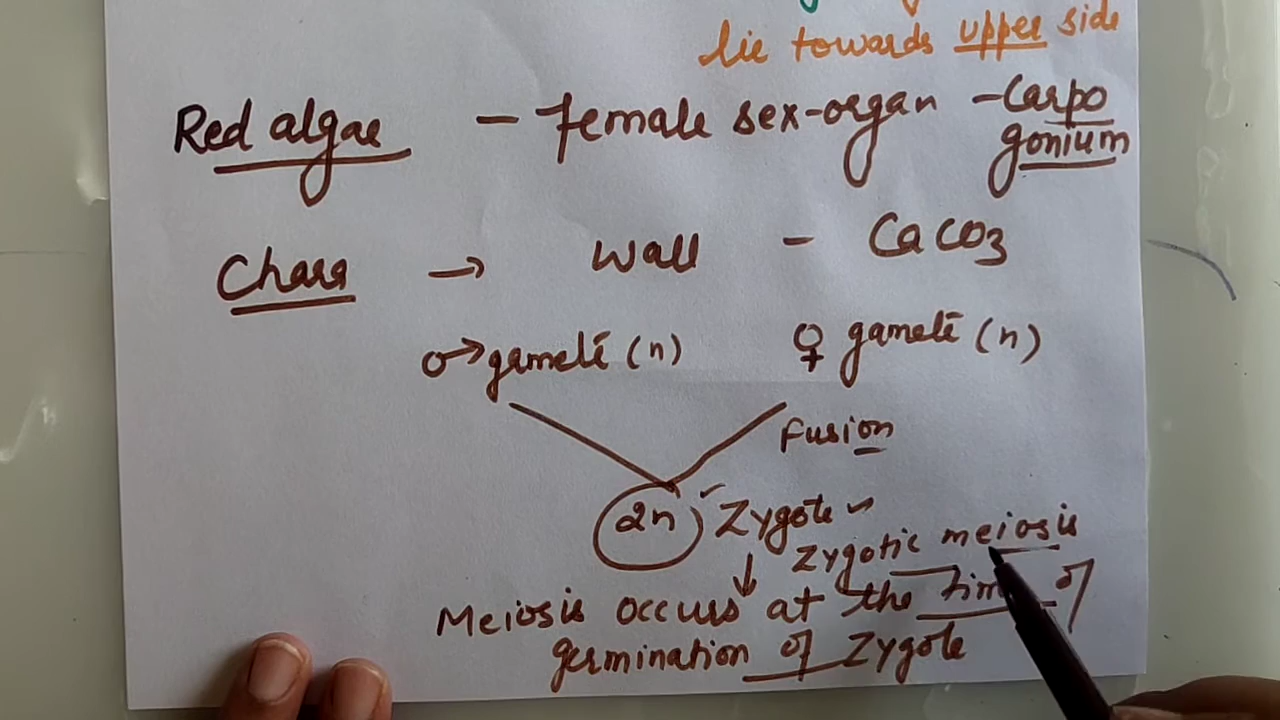 lie towards upper side
Red algae - female sex-organ - Carpo
gonium
Chara → Wall - CaCO3
♂ gamete (n) ♀ gamete (n)
fusion
2n Zygote
Zygotic meiosis
↓
Meiosis occurs at the time of
germination of Zygote